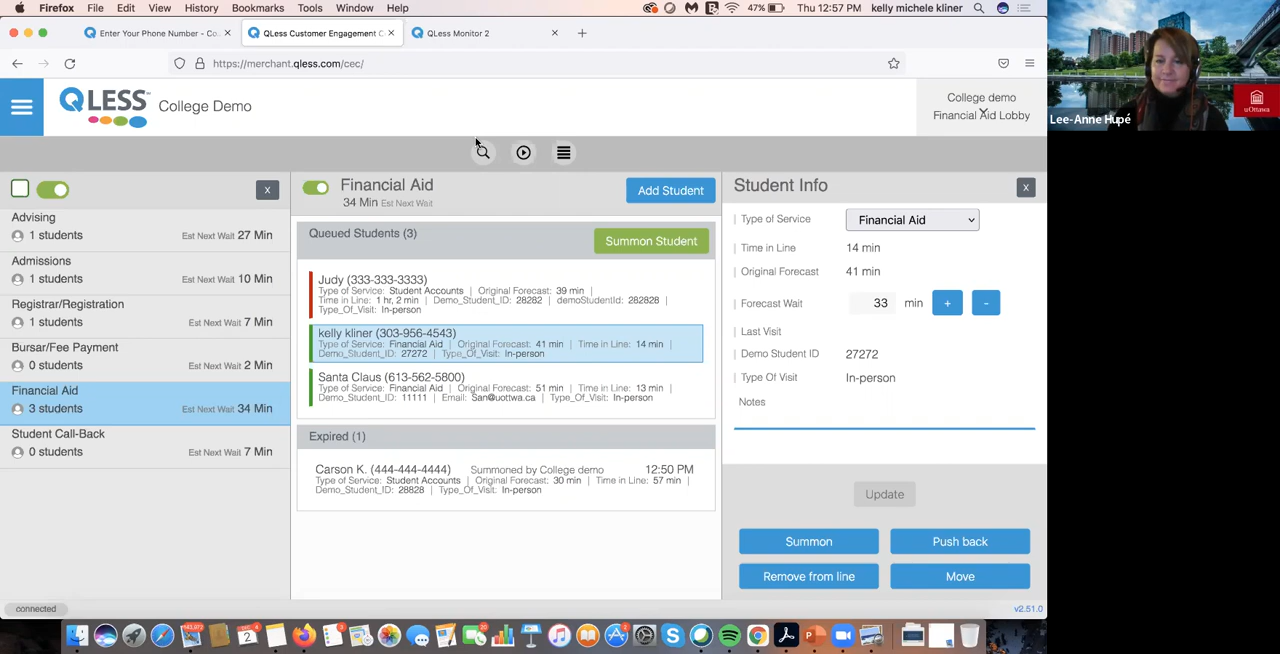 Firefox File Edit View History Bookmarks Tools Window Help 47% Thu 12:57 PM kelly michele kliner
Enter Your Phone Number - Co... QLess Customer Engagement C QLess Monitor 2
https://merchant.qless.com/cec/
QLESS College Demo
College demo
Financial Aid Lobby
Advising
1 students Est Next Wait 27 Min
Admissions
1 students Est Next Wait 10 Min
Registrar/Registration
1 students Est Next Wait 7 Min
Bursar/Fee Payment
0 students Est Next Wait 2 Min
Financial Aid
3 students Est Next Wait 34 Min
Student Call-Back
0 students Est Next Wait 7 Min
Financial Aid
34 Min Est Next Wait
Add Student
Queued Students (3)
Summon Student
Judy (333-333-3333)
Type of Service: Student Accounts | Original Forecast: 39 min |
Time in Line: 1 hr, 2 min | Demo_Student_ID: 28282 | demoStudentId: 282828 |
Type_Of_Visit: In-person
kelly kliner (303-956-4543)
Type of Service: Financial Aid | Original Forecast: 41 min | Time in Line: 14 min |
Demo_Student_ID: 27272 | Type_Of_Visit: In-person
Santa Claus (613-562-5800)
Type of Service: Financial Aid | Original Forecast: 51 min | Time in Line: 13 min |
Demo_Student_ID: 11111 | Email: San@uottwa.ca | Type_Of_Visit: In-person
Expired (1)
Carson K. (444-444-4444) Summoned by College demo 12:50 PM
Type of Service: Student Accounts | Original Forecast: 30 min | Time in Line: 57 min |
Demo_Student_ID: 28828 | Type_Of_Visit: In-person
Student Info
Type of Service Financial Aid
Time in Line 14 min
Original Forecast 41 min
Forecast Wait 33 min + -
Last Visit
Demo Student ID 27272
Type Of Visit In-person
Notes
Update
Summon Push back
Remove from line Move
connected v2.51.0
Lee-Anne Hupé
uOttawa